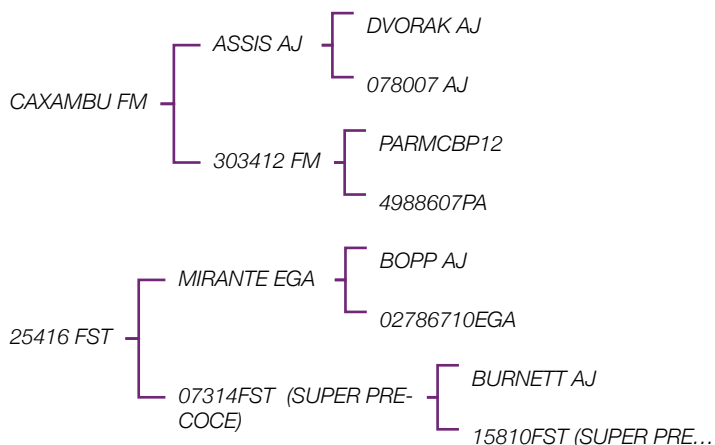 DVORAK AJ
ASSIS AJ
078007 AJ
CAXAMBU FM
PARMCBP12
303412 FM
4988607PA
BOPP AJ
MIRANTE EGA
02786710EGA
25416 FST
BURNETT AJ
07314FST (SUPER PRE-
COCE)
15810FST (SUPER PRE...